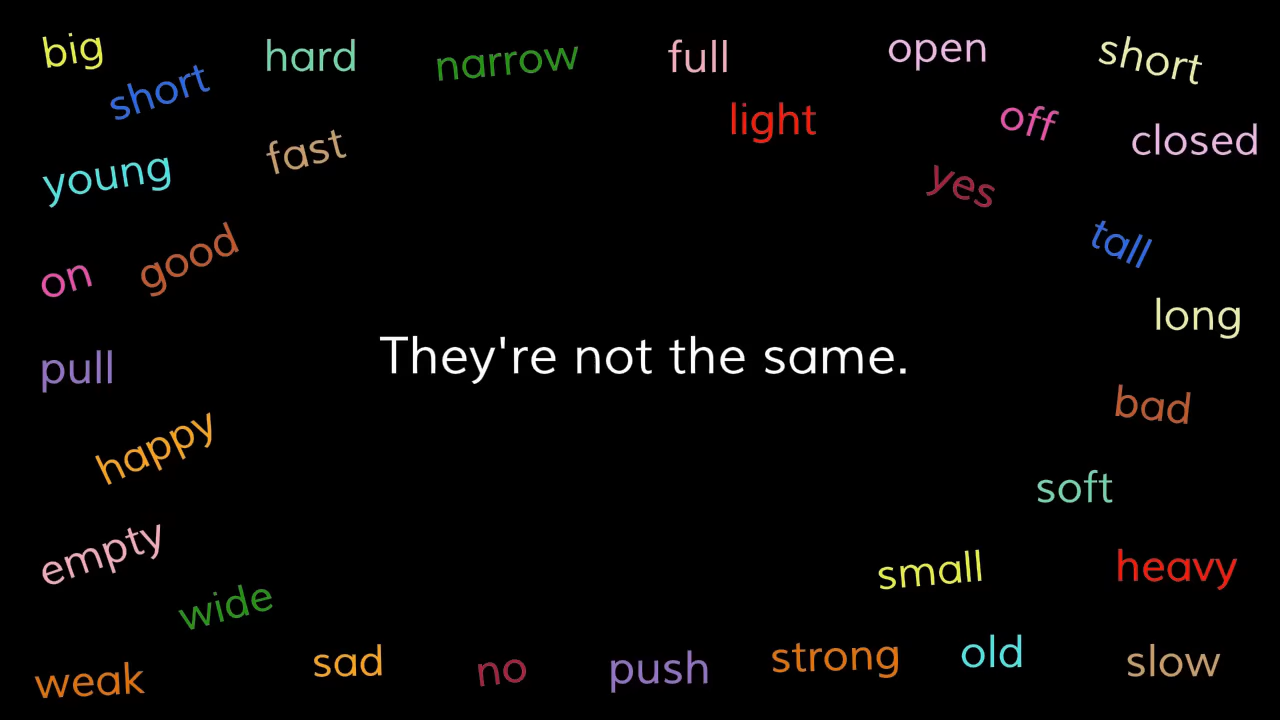 big
short
hard
narrow
full
open
short
light
off
closed
young
fast
yes
on
good
tall
long
They're not the same.
pull
bad
happy
soft
empty
small
heavy
wide
weak
sad
no
push
strong
old
slow